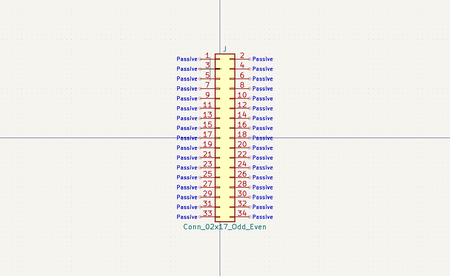 J
Passive 1 2 Passive
Passive 3 4 Passive
Passive 5 6 Passive
Passive 7 8 Passive
Passive 9 10 Passive
Passive 11 12 Passive
Passive 13 14 Passive
Passive 15 16 Passive
Passive 17 18 Passive
Passive 19 20 Passive
Passive 21 22 Passive
Passive 23 24 Passive
Passive 25 26 Passive
Passive 27 28 Passive
Passive 29 30 Passive
Passive 31 32 Passive
Passive 33 34 Passive
Conn_02x17_Odd_Even